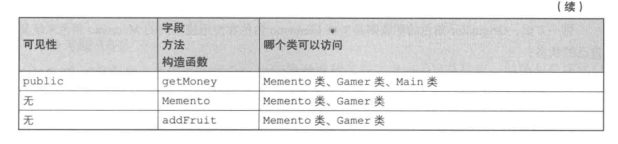 （续）
可见性 字段 方法 构造函数 哪个类可以访问
public getMoney Memento 类、Gamer 类、Main 类
无 Memento Memento 类、Gamer 类
无 addFruit Memento 类、Gamer 类